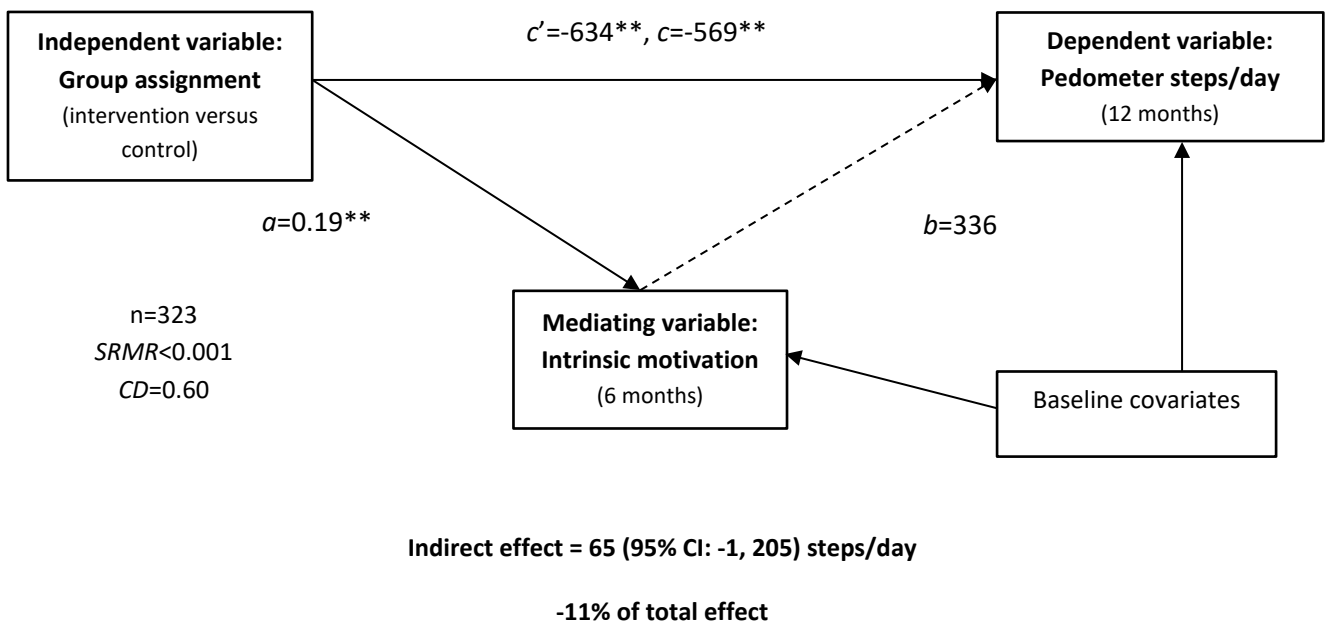 Independent variable:
Group assignment
(intervention versus
control)
c'=-634**, c=-569**
Dependent variable:
Pedometer steps/day
(12 months)
a=0.19**
b=336
n=323
SRMR<0.001
CD=0.60
Mediating variable:
Intrinsic motivation
(6 months)
Baseline covariates
Indirect effect = 65 (95% CI: -1, 205) steps/day
-11% of total effect